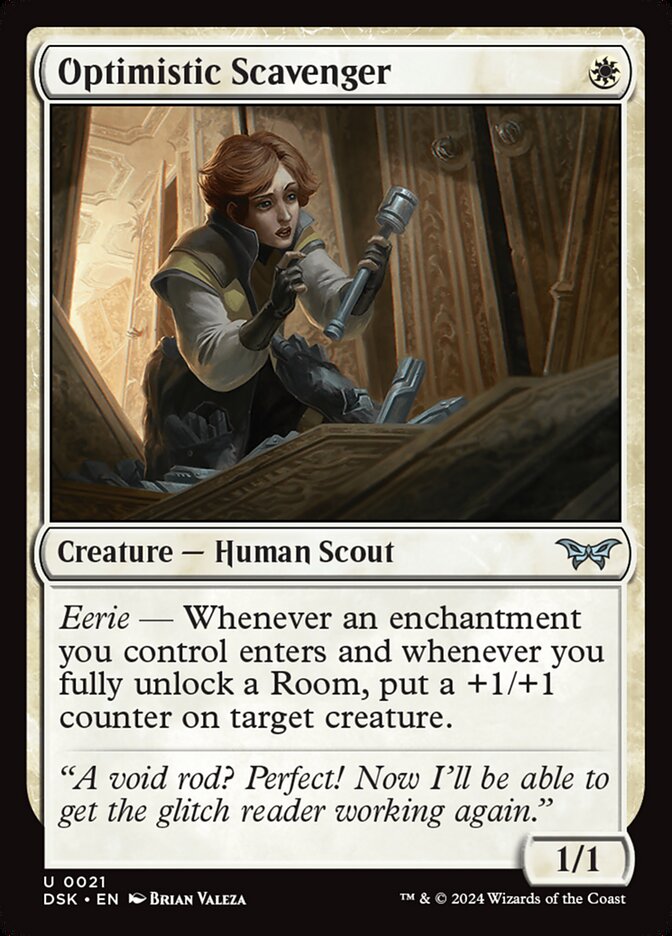 Optimistic Scavenger
Creature — Human Scout
Eerie — Whenever an enchantment
you control enters and whenever you
fully unlock a Room, put a +1/+1
counter on target creature.
“A void rod? Perfect! Now I’ll be able to
get the glitch reader working again.”
1/1
U 0021
DSK • EN Brian Valeza
™ & © 2024 Wizards of the Coast